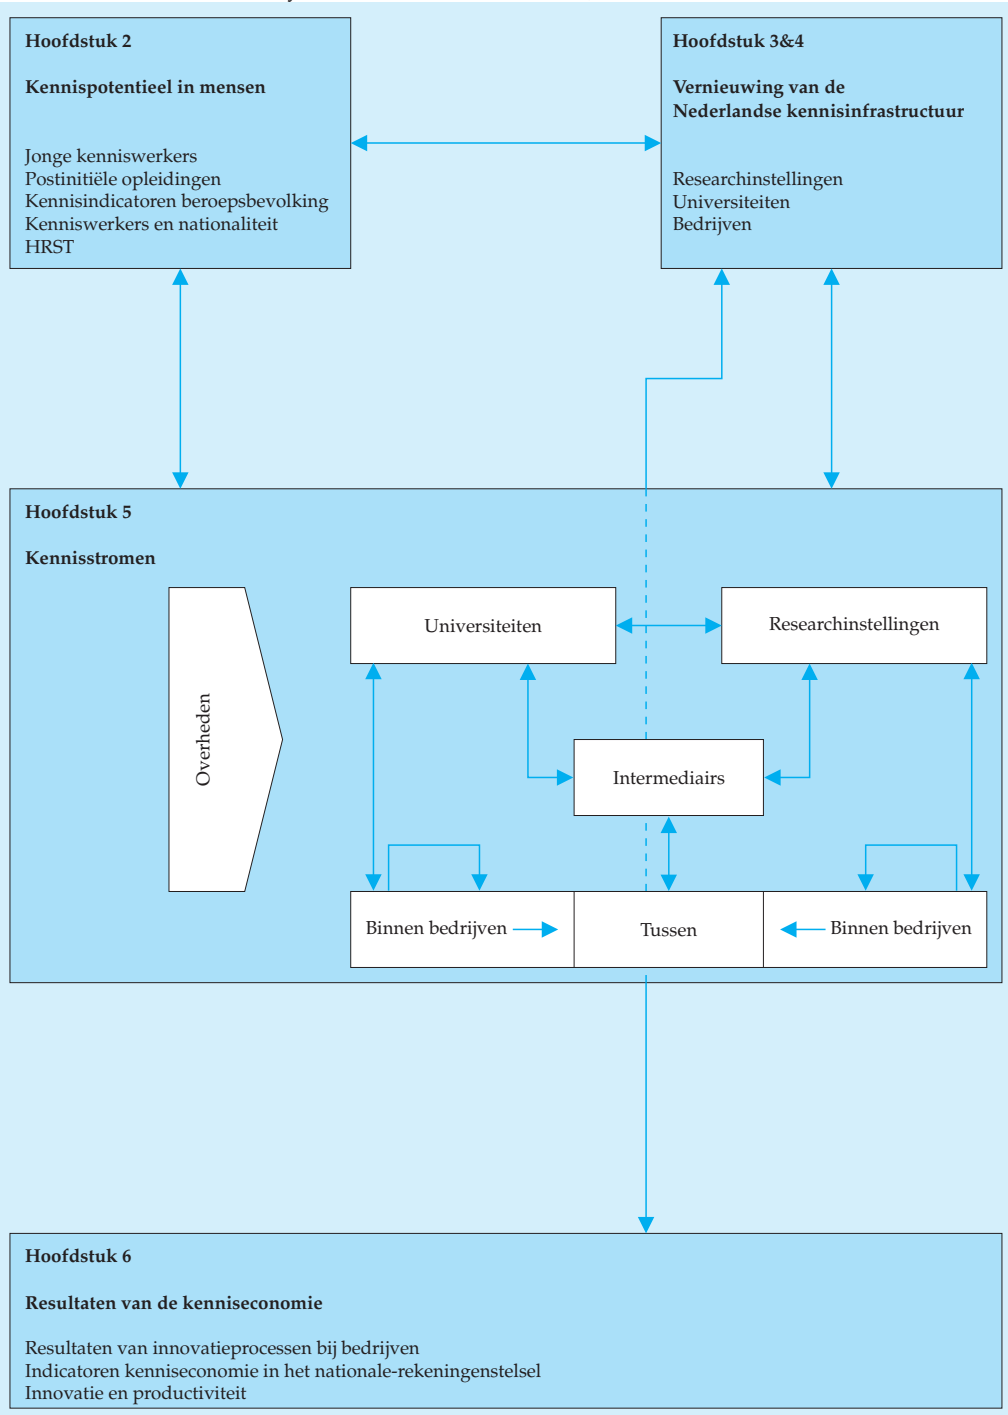 Hoofdstuk 2
Kennispotentieel in mensen
Jonge kenniswerkers
Postinitiële opleidingen
Kennisindicatoren beroepsbevolking
Kenniswerkers en nationaliteit
HRST
Hoofdstuk 3&4
Vernieuwing van de
Nederlandse kennisinfrastructuur
Researchinstellingen
Universiteiten
Bedrijven
Hoofdstuk 5
Kennisstromen
Overheden
Universiteiten
Researchinstellingen
Intermediairs
Binnen bedrijven
Tussen
Binnen bedrijven
Hoofdstuk 6
Resultaten van de kenniseconomie
Resultaten van innovatieprocessen bij bedrijven
Indicatoren kenniseconomie in het nationale-rekeningenstelsel
Innovatie en productiviteit